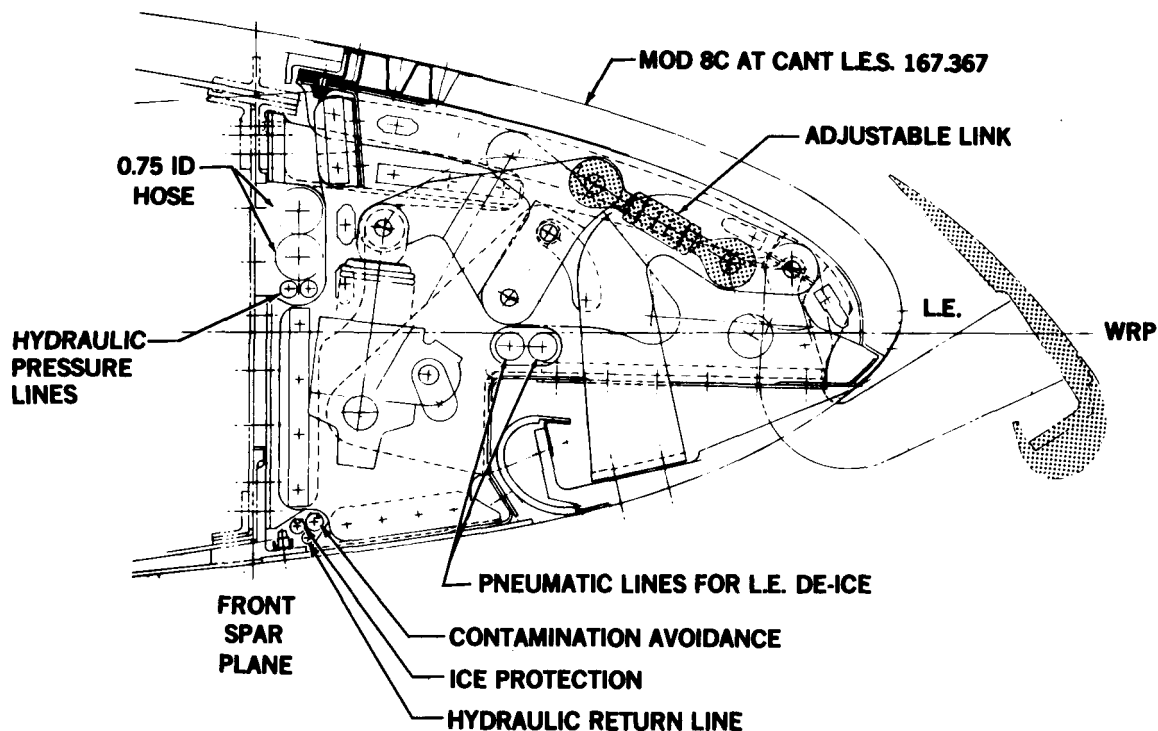 MOD 8C AT CANT L.E.S. 167.367
ADJUSTABLE LINK
0.75 ID
HOSE
L.E.
WRP
HYDRAULIC
PRESSURE
LINES
PNEUMATIC LINES FOR L.E. DE-ICE
FRONT
SPAR
PLANE
CONTAMINATION AVOIDANCE
ICE PROTECTION
HYDRAULIC RETURN LINE